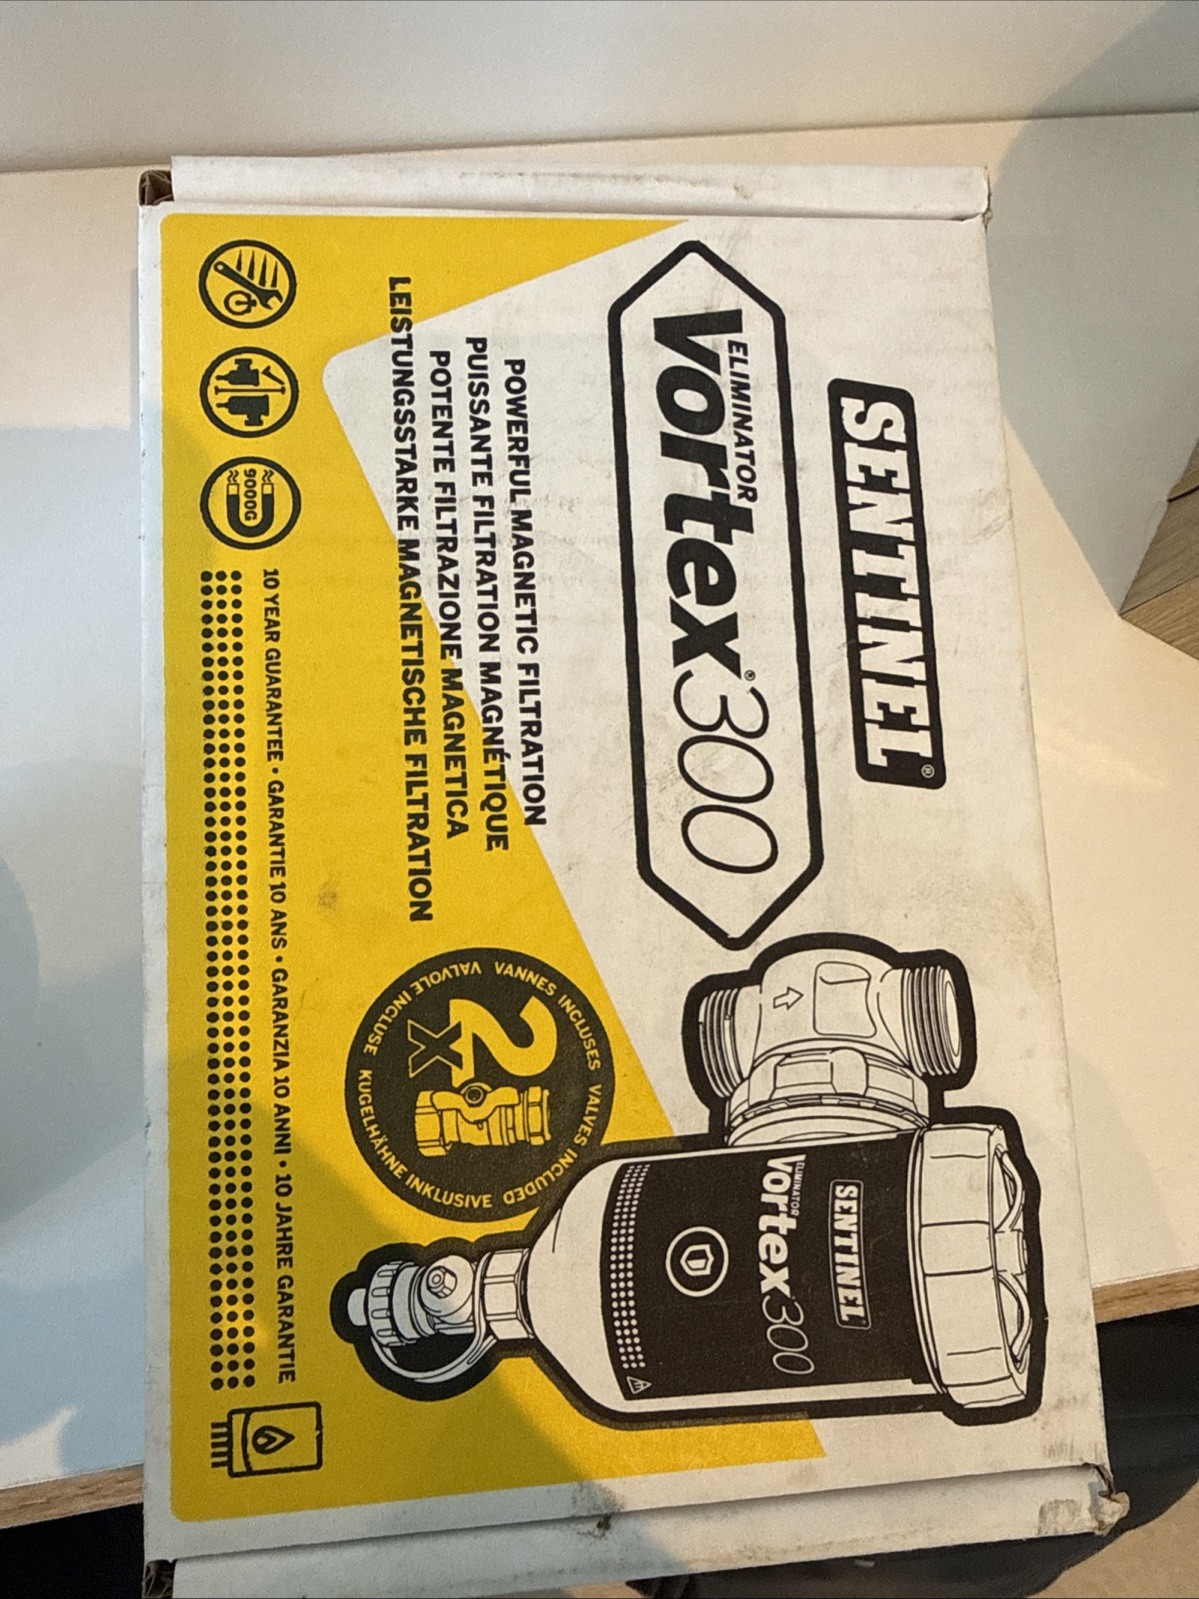 SENTINEL®
ELIMINATOR
Vortex®300
POWERFUL MAGNETIC FILTRATION
PUISSANTE FILTRATION MAGNÉTIQUE
POTENTE FILTRAZIONE MAGNETICA
LEISTUNGSSTARKE MAGNETISCHE FILTRATION
9000G
10 YEAR GUARANTEE • GARANTIE 10 ANS • GARANZIA 10 ANNI • 10 JAHRE GARANTIE
2x
VANNES INCLUSES VALVES INCLUDED KUGELHÄHNE INKLUSIVE VALVOLE INCLUSE
SENTINEL
ELIMINATOR
Vortex300